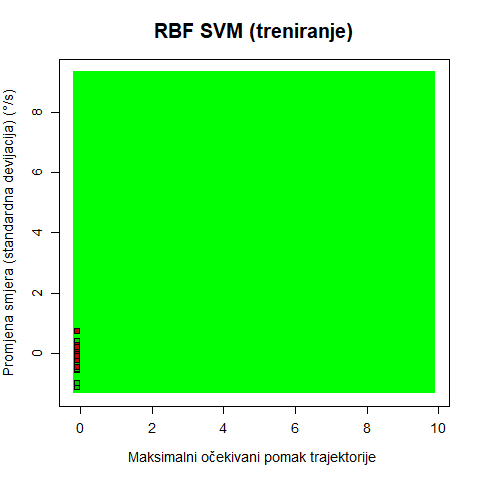 RBF SVM (treniranje)
Promjena smjera (standardna devijacija) (°/s)
8
6
4
2
0
0 2 4 6 8 10
Maksimalni očekivani pomak trajektorije